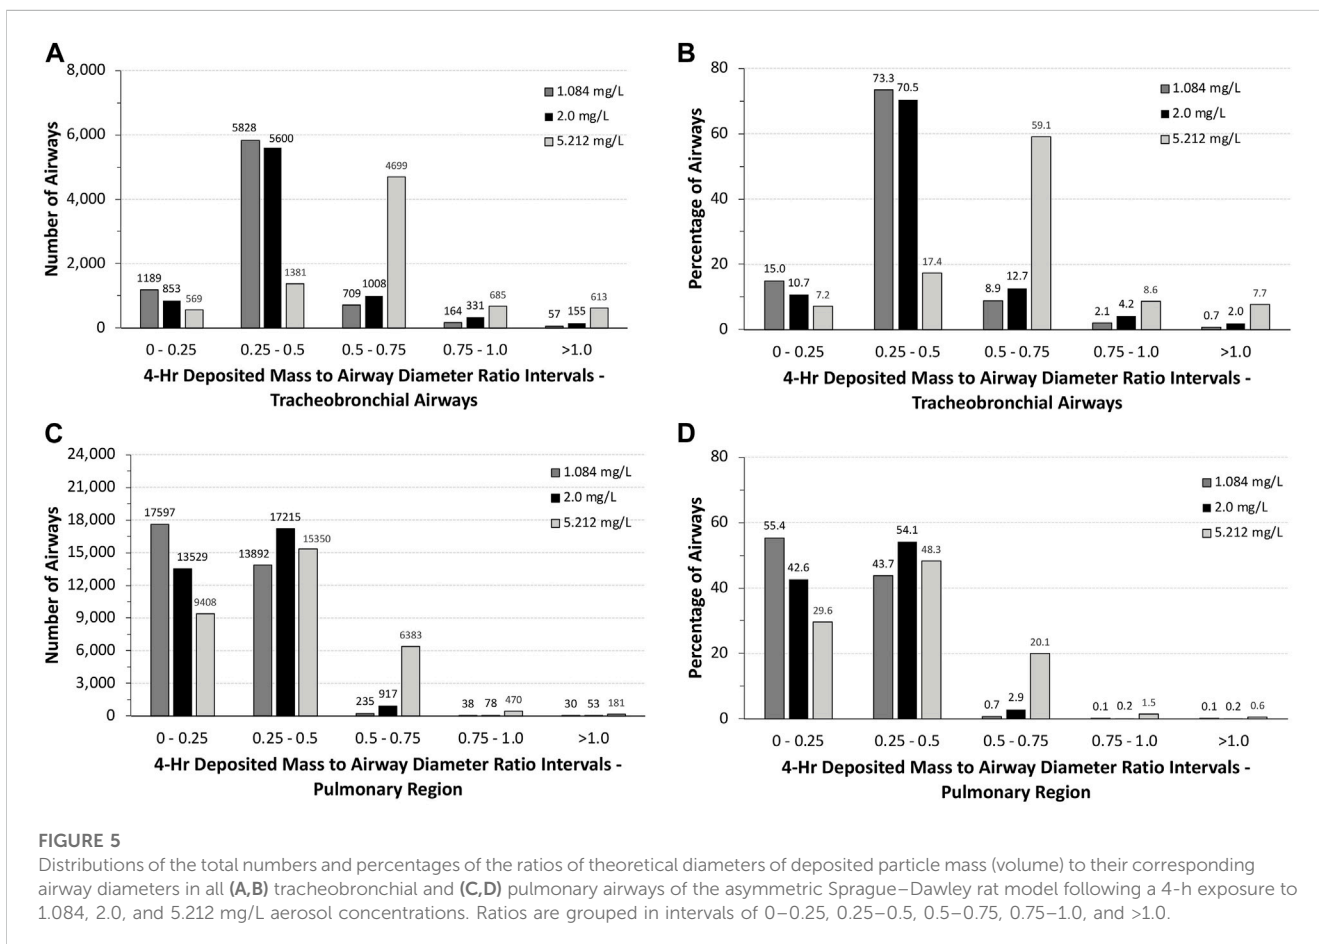 A
8,000
6,000
4,000
2,000
0
Number of Airways
1.084 mg/L
2.0 mg/L
5.212 mg/L
1189
853
569
5828
5600
1381
709
1008
4699
164
331
685
57
155
613
0 - 0.25
0.25 - 0.5
0.5 - 0.75
0.75 - 1.0
>1.0
4-Hr Deposited Mass to Airway Diameter Ratio Intervals -
Tracheobronchial Airways
B
80
60
40
20
0
Percentage of Airways
1.084 mg/L
2.0 mg/L
5.212 mg/L
15.0
10.7
7.2
73.3
70.5
17.4
8.9
12.7
59.1
2.1
4.2
8.6
0.7
2.0
7.7
0 - 0.25
0.25 - 0.5
0.5 - 0.75
0.75 - 1.0
>1.0
4-Hr Deposited Mass to Airway Diameter Ratio Intervals -
Tracheobronchial Airways
C
24,000
21,000
18,000
15,000
12,000
9,000
6,000
3,000
0
Number of Airways
1.084 mg/L
2.0 mg/L
5.212 mg/L
17597
13529
9408
13892
17215
15350
235
917
6383
38
78
470
30
53
181
0 - 0.25
0.25 - 0.5
0.5 - 0.75
0.75 - 1.0
>1.0
4-Hr Deposited Mass to Airway Diameter Ratio Intervals -
Pulmonary Region
D
80
60
40
20
0
Percentage of Airways
1.084 mg/L
2.0 mg/L
5.212 mg/L
55.4
42.6
29.6
43.7
54.1
48.3
0.7
2.9
20.1
0.1
0.2
1.5
0.1
0.2
0.6
0 - 0.25
0.25 - 0.5
0.5 - 0.75
0.75 - 1.0
>1.0
4-Hr Deposited Mass to Airway Diameter Ratio Intervals -
Pulmonary Region
FIGURE 5
Distributions of the total numbers and percentages of the ratios of theoretical diameters of deposited particle mass (volume) to their corresponding
airway diameters in all (A,B) tracheobronchial and (C,D) pulmonary airways of the asymmetric Sprague–Dawley rat model following a 4-h exposure to
1.084, 2.0, and 5.212 mg/L aerosol concentrations. Ratios are grouped in intervals of 0–0.25, 0.25–0.5, 0.5–0.75, 0.75–1.0, and >1.0.